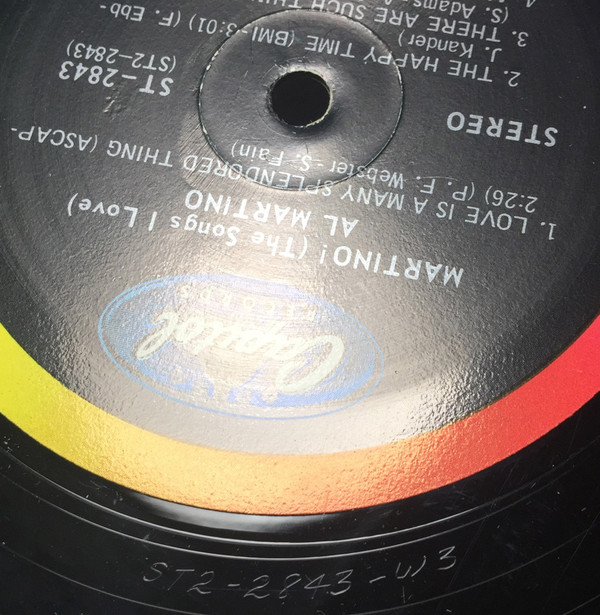 Capitol
RECORDS
MARTINO! (The Songs I Love)
AL MARTINO
STEREO
ST-2843
(ST2-2843)
1. LOVE IS A MANY SPLENDORED THING (ASCAP-
2:26) (P. F. Webster-S. Fain)
2. THE HAPPY TIME (BMI-3:01) (F. Ebb-
J. Kander)
3. THERE ARE SUCH THIN
(S. Adams-A
ST2-2843-W3